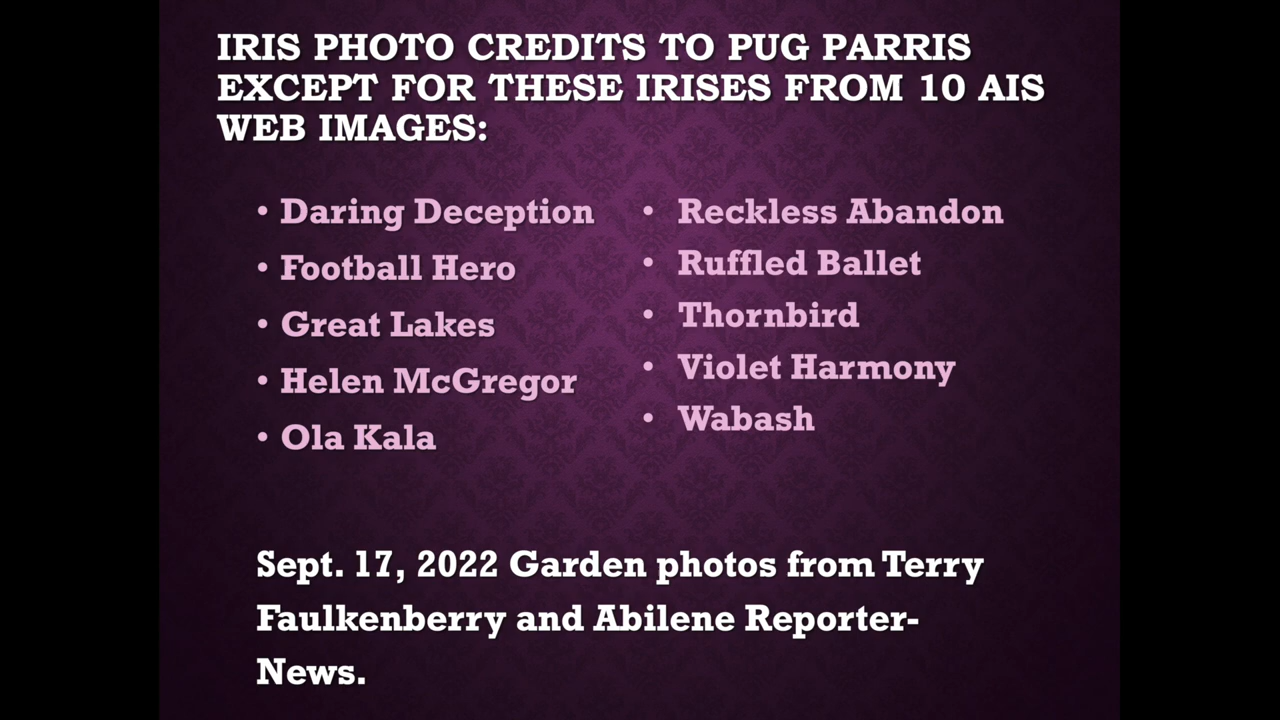 IRIS PHOTO CREDITS TO PUG PARRIS
EXCEPT FOR THESE IRISES FROM 10 AIS
WEB IMAGES:
• Daring Deception
• Football Hero
• Great Lakes
• Helen McGregor
• Ola Kala
• Reckless Abandon
• Ruffled Ballet
• Thornbird
• Violet Harmony
• Wabash
Sept. 17, 2022 Garden photos from Terry
Faulkenberry and Abilene Reporter-
News.